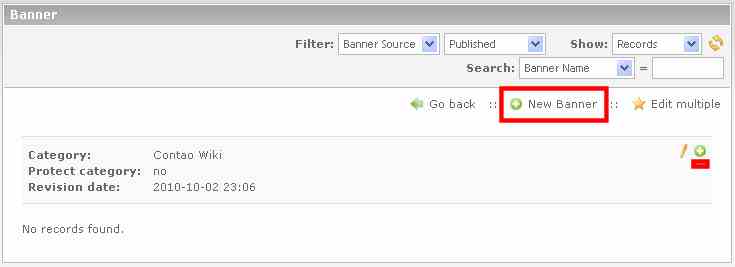 Banner
Filter: Banner Source Published Show: Records
Search: Banner Name =
Go back :: New Banner :: Edit multiple
Category: Contao Wiki
Protect category: no
Revision date: 2010-10-02 23:06
No records found.